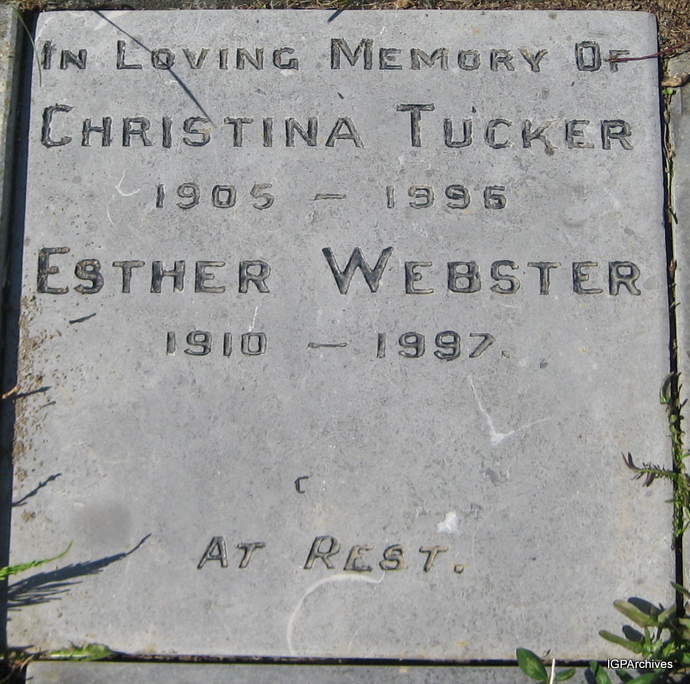 In Loving Memory Of
Christina Tucker
1905 — 1996
Esther Webster
1910 — 1997.
c
At Rest.
IGPArchives